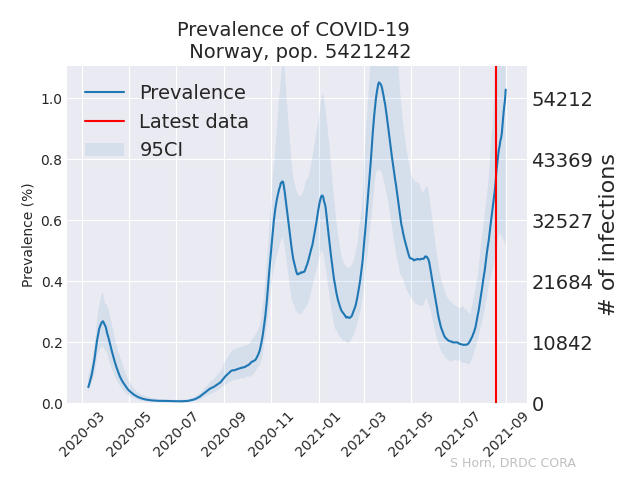 Prevalence of COVID-19
Norway, pop. 5421242
Prevalence
Latest data
95CI
Prevalence (%)
1.0
0.8
0.6
0.4
0.2
0.0
54212
43369
32527
21684
10842
0
# of infections
2020-03
2020-05
2020-07
2020-09
2020-11
2021-01
2021-03
2021-05
2021-07
2021-09
S Horn, DRDC CORA